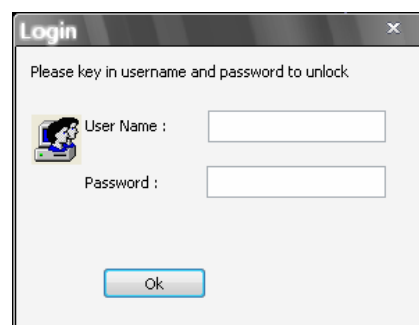 Login
Please key in username and password to unlock
User Name :
Password :
Ok